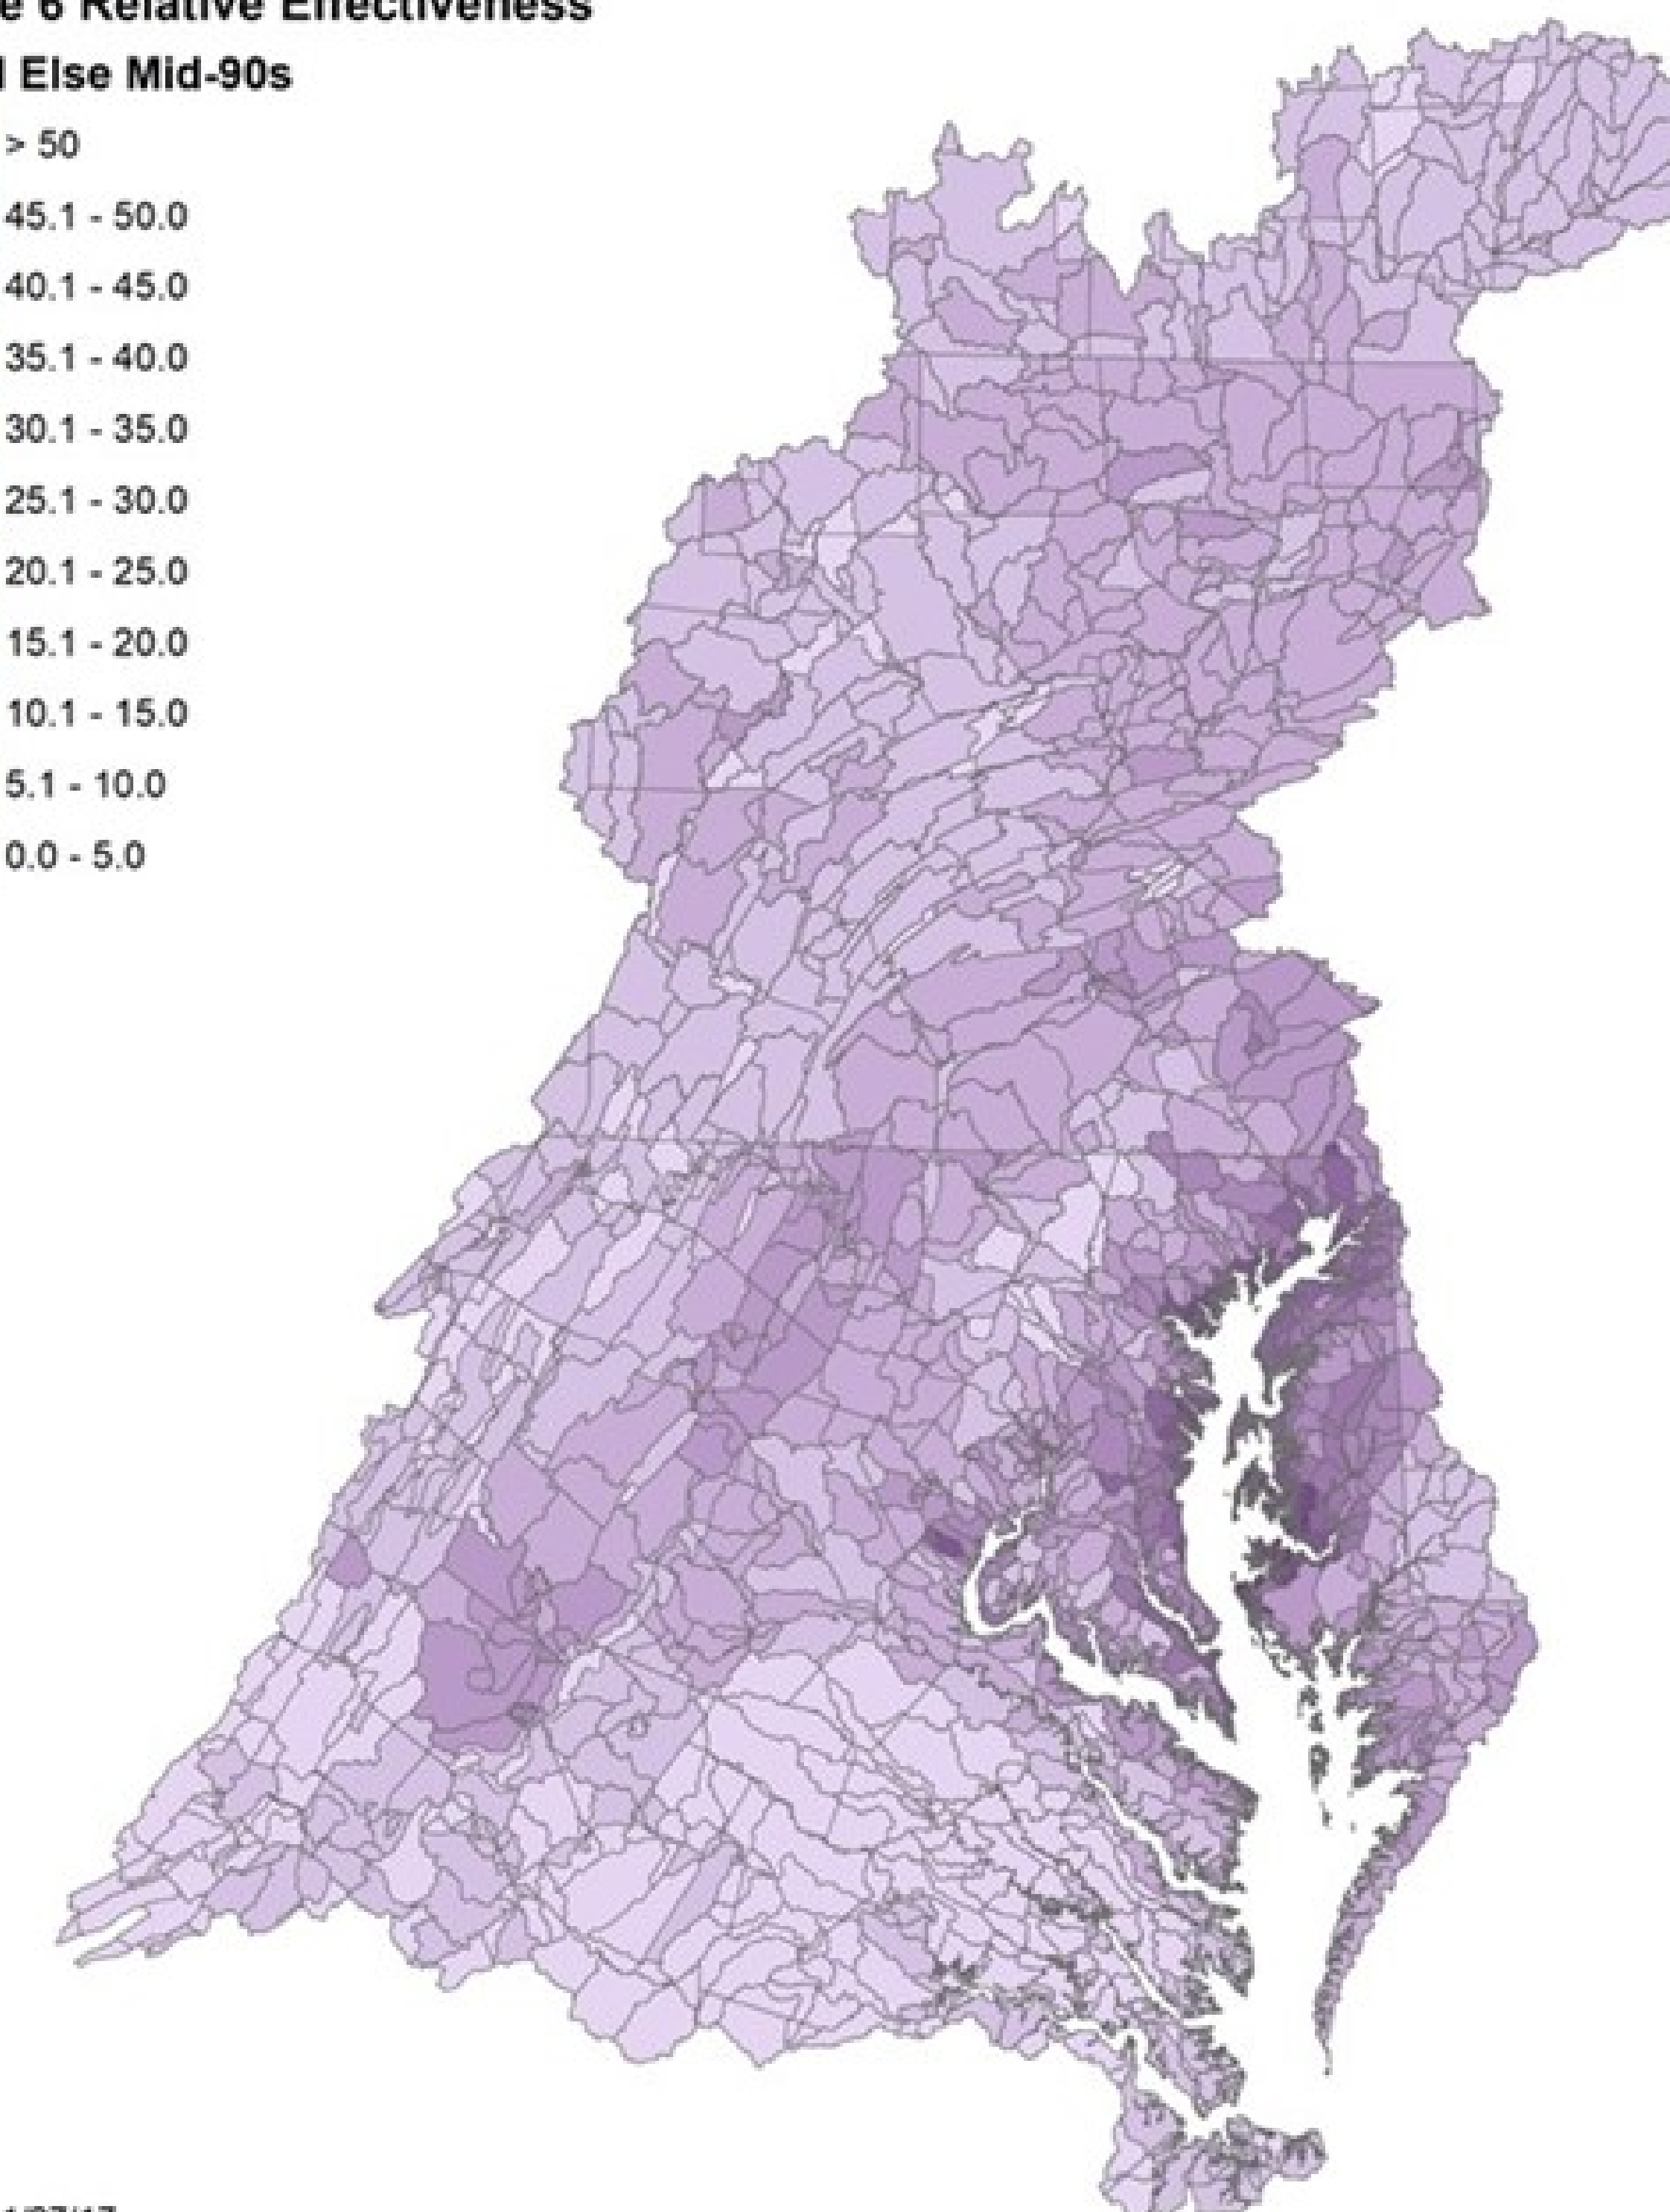 e 6 Relative Effectiveness
l Else Mid-90s
> 50
45.1 - 50.0
40.1 - 45.0
35.1 - 40.0
30.1 - 35.0
25.1 - 30.0
20.1 - 25.0
15.1 - 20.0
10.1 - 15.0
5.1 - 10.0
0.0 - 5.0